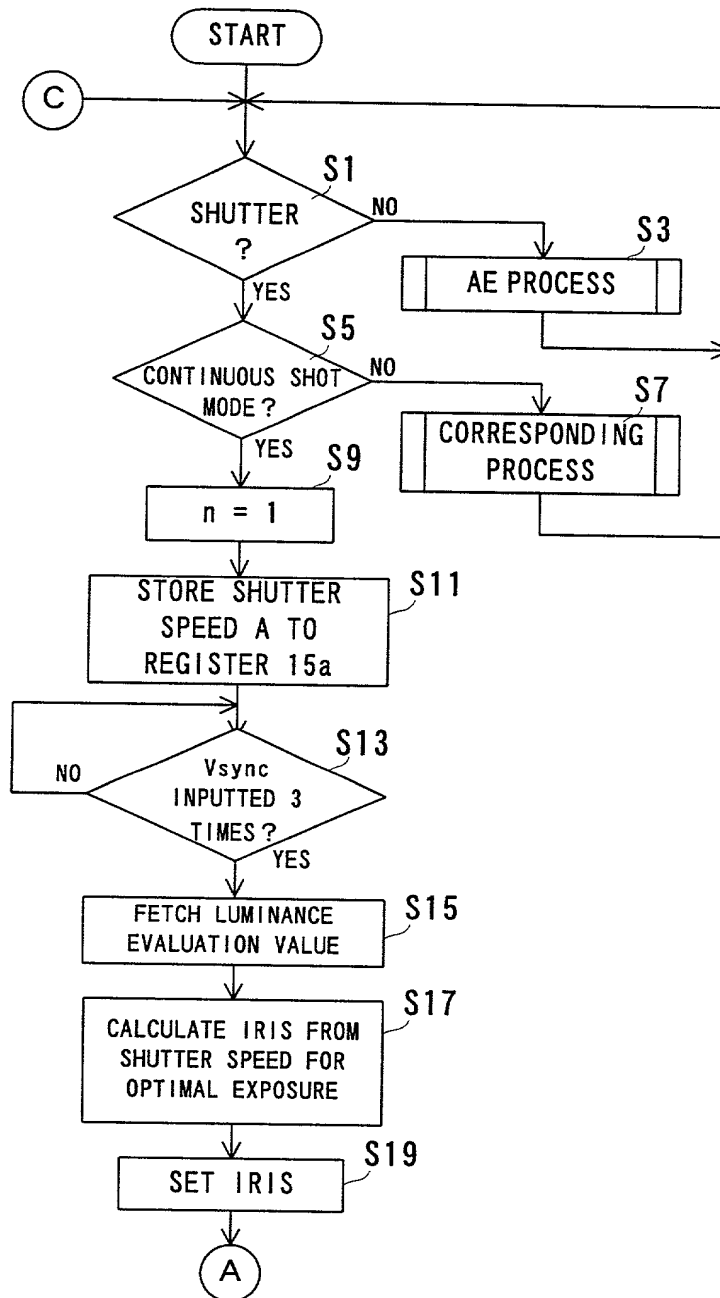 START
C
S1
SHUTTER
?
NO
YES
S3
AE PROCESS
S5
CONTINUOUS SHOT
MODE?
NO
YES
S7
CORRESPONDING
PROCESS
S9
n = 1
S11
STORE SHUTTER
SPEED A TO
REGISTER 15a
S13
Vsync
INPUTTED 3
TIMES?
NO
YES
S15
FETCH LUMINANCE
EVALUATION VALUE
S17
CALCULATE IRIS FROM
SHUTTER SPEED FOR
OPTIMAL EXPOSURE
S19
SET IRIS
A